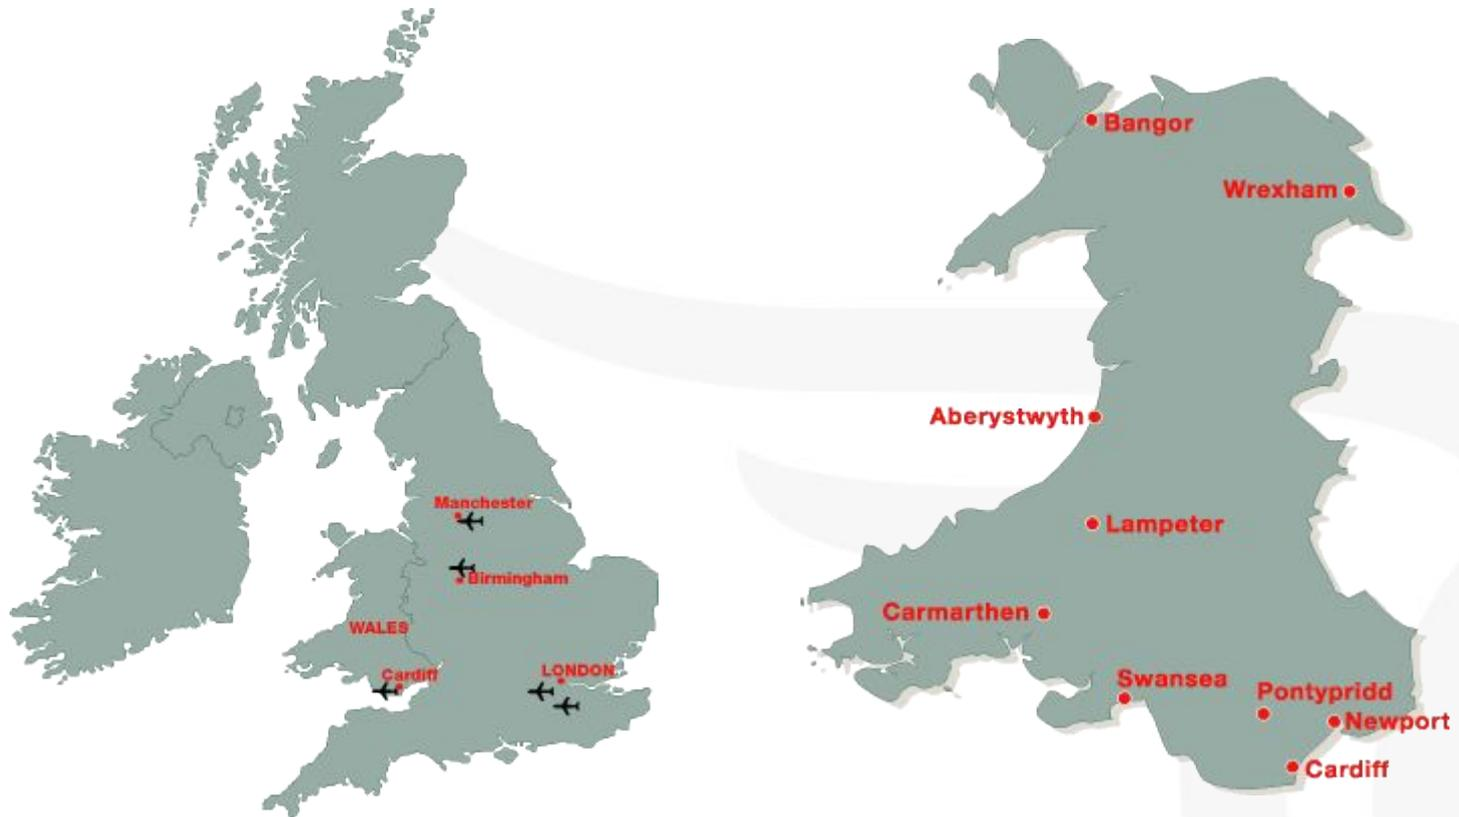 Manchester
Birmingham
WALES
Cardiff
LONDON
Bangor
Wrexham
Aberystwyth
Lampeter
Carmarthen
Swansea
Pontypridd
Newport
Cardiff